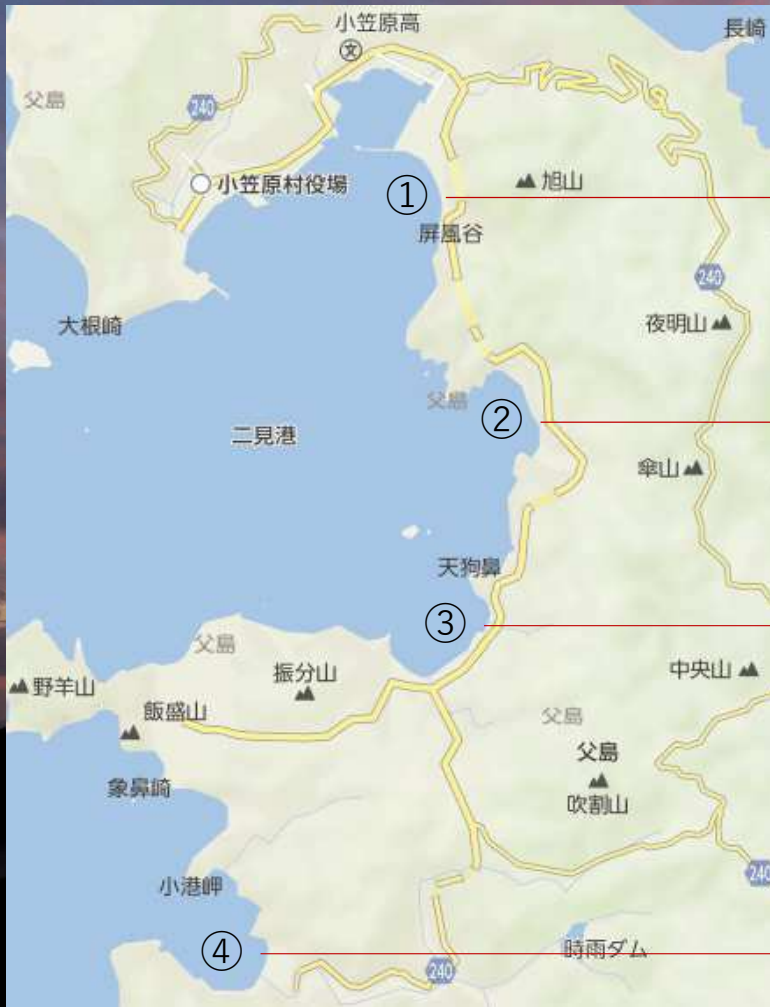 小笠原高
文
長崎
父島
240
小笠原村役場
①
旭山
屏風谷
240
大根崎
夜明山
父島
②
二見港
傘山
天狗鼻
③
父島
振分山
中央山
野羊山
飯盛山
父島
父島
象鼻崎
吹割山
240
小港岬
④
時雨ダム
240